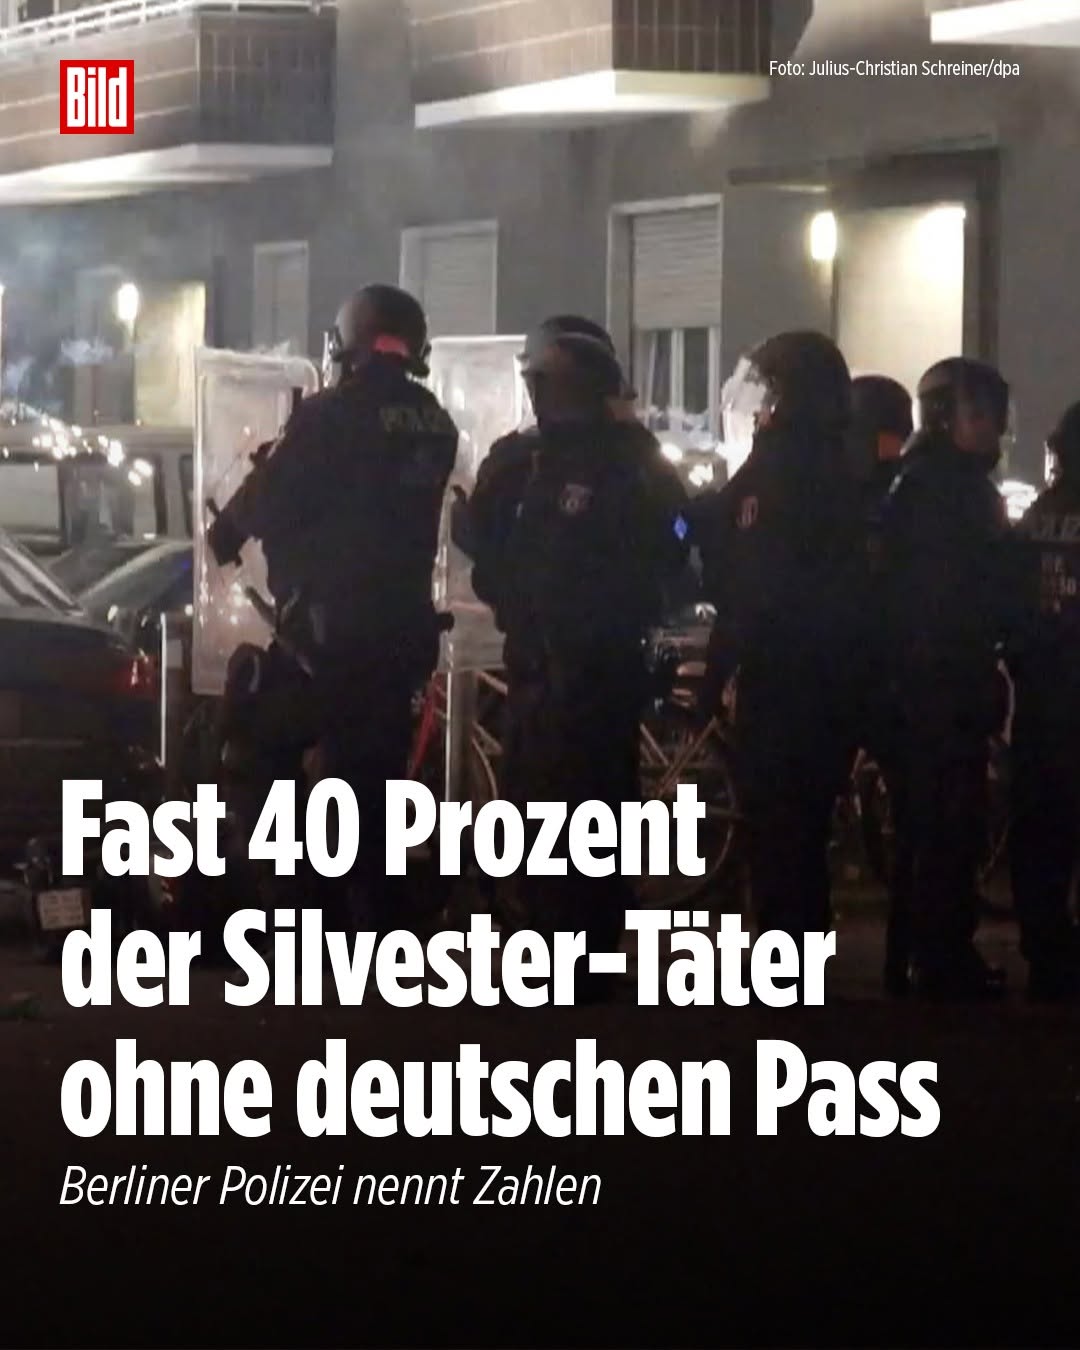 Bild
Foto: Julius-Christian Schreiner/dpa
POLIZEI
Fast 40 Prozent
der Silvester-Täter
ohne deutschen Pass
Berliner Polizei nennt Zahlen